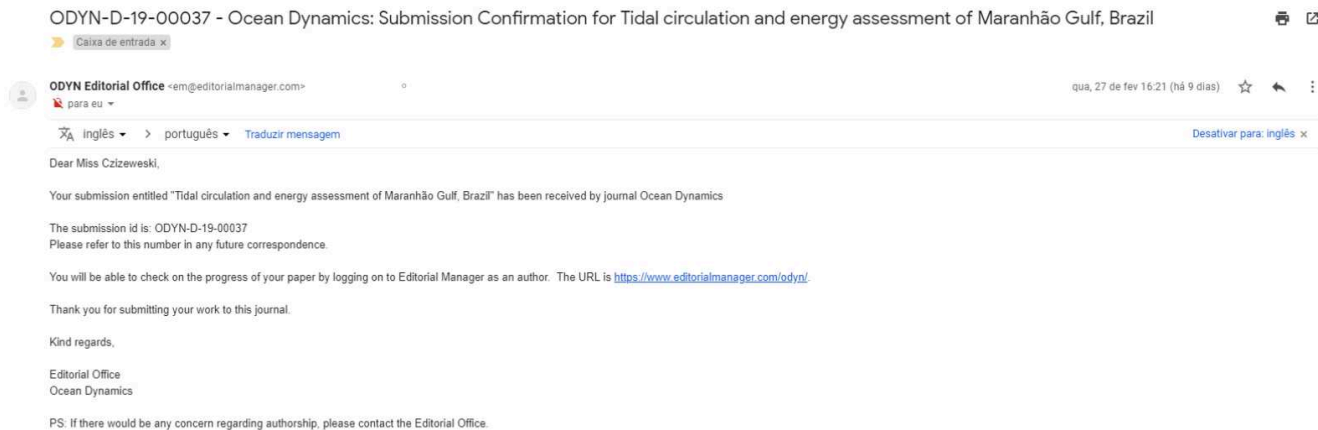 ODYN-D-19-00037 - Ocean Dynamics: Submission Confirmation for Tidal circulation and energy assessment of Maranhão Gulf, Brazil
Caixa de entrada ×
ODYN Editorial Office <em@editorialmanager.com> qua, 27 de fev 16:21 (há 9 dias)
para eu
inglês > português Traduzir mensagem Desativar para: inglês ×
Dear Miss Czizeweski,
Your submission entitled "Tidal circulation and energy assessment of Maranhão Gulf, Brazil" has been received by journal Ocean Dynamics
The submission id is: ODYN-D-19-00037
Please refer to this number in any future correspondence.
You will be able to check on the progress of your paper by logging on to Editorial Manager as an author. The URL is https://www.editorialmanager.com/odyn/.
Thank you for submitting your work to this journal.
Kind regards,
Editorial Office
Ocean Dynamics
PS: If there would be any concern regarding authorship, please contact the Editorial Office.